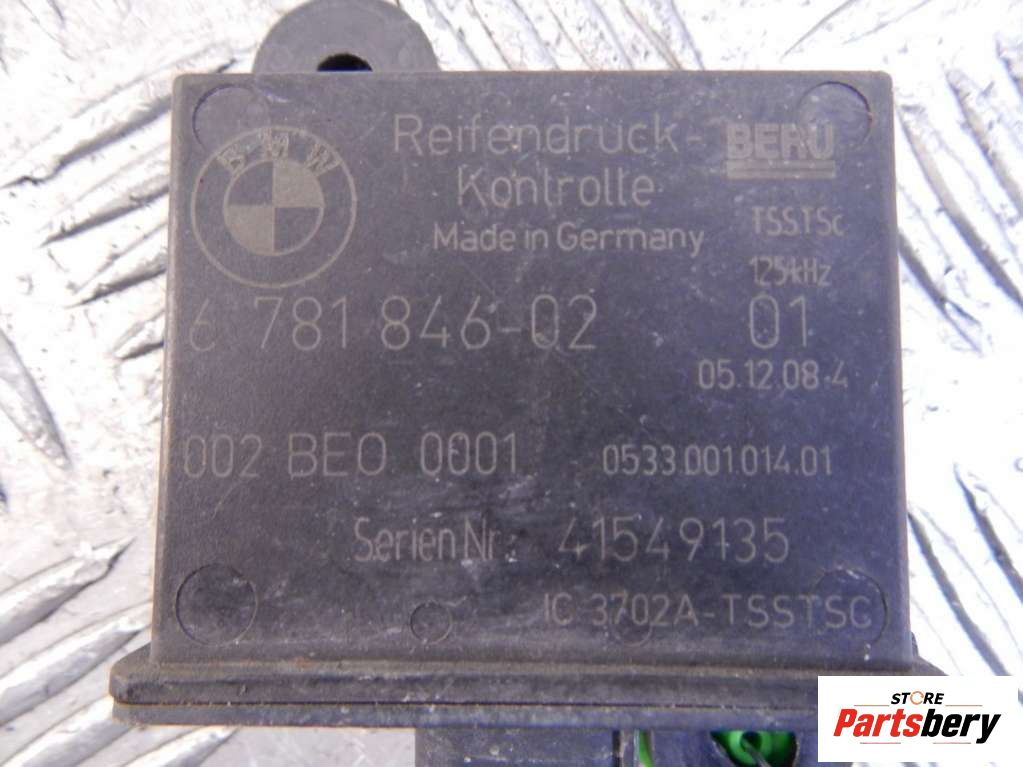 BMW
Reifendruck-
Kontrolle
Made in Germany
BERU
TSSTSc
125kHz
6 781 846-02
01
05.12.08 4
002 BE0 0001
0533.001.014.01
Serien Nr.: 41549135
IC 3702A-TSSTSC
STORE
Partsbery